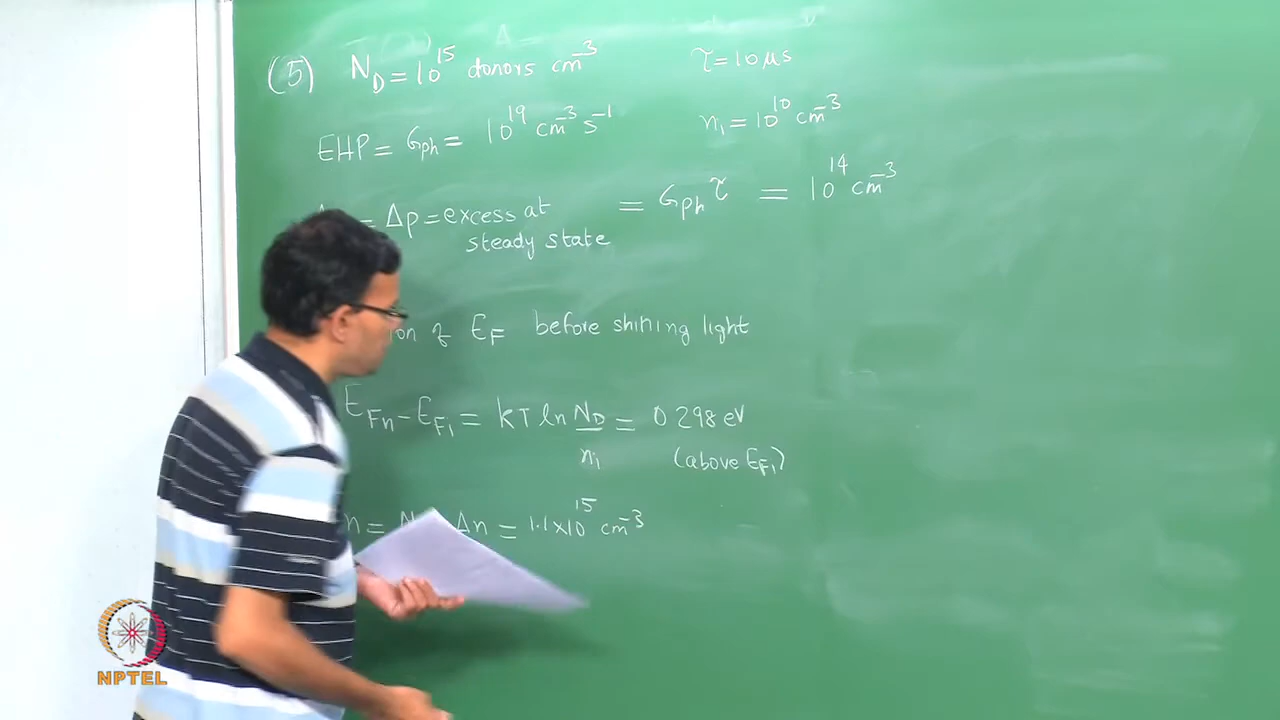 (5) N_D = 10^15 donors cm^-3 τ = 10 μs
EHP = G_ph = 10^19 cm^-3 s^-1 n_i = 10^10 cm^-3
= Δp = excess at steady state = G_ph τ = 10^14 cm^-3
of E_F before shining light
E_Fn - E_Fi = kT ln N_D/n_i = 0.298 eV
(above E_Fi)
n = Δn = 1.1×10^15 cm^-3
NPTEL